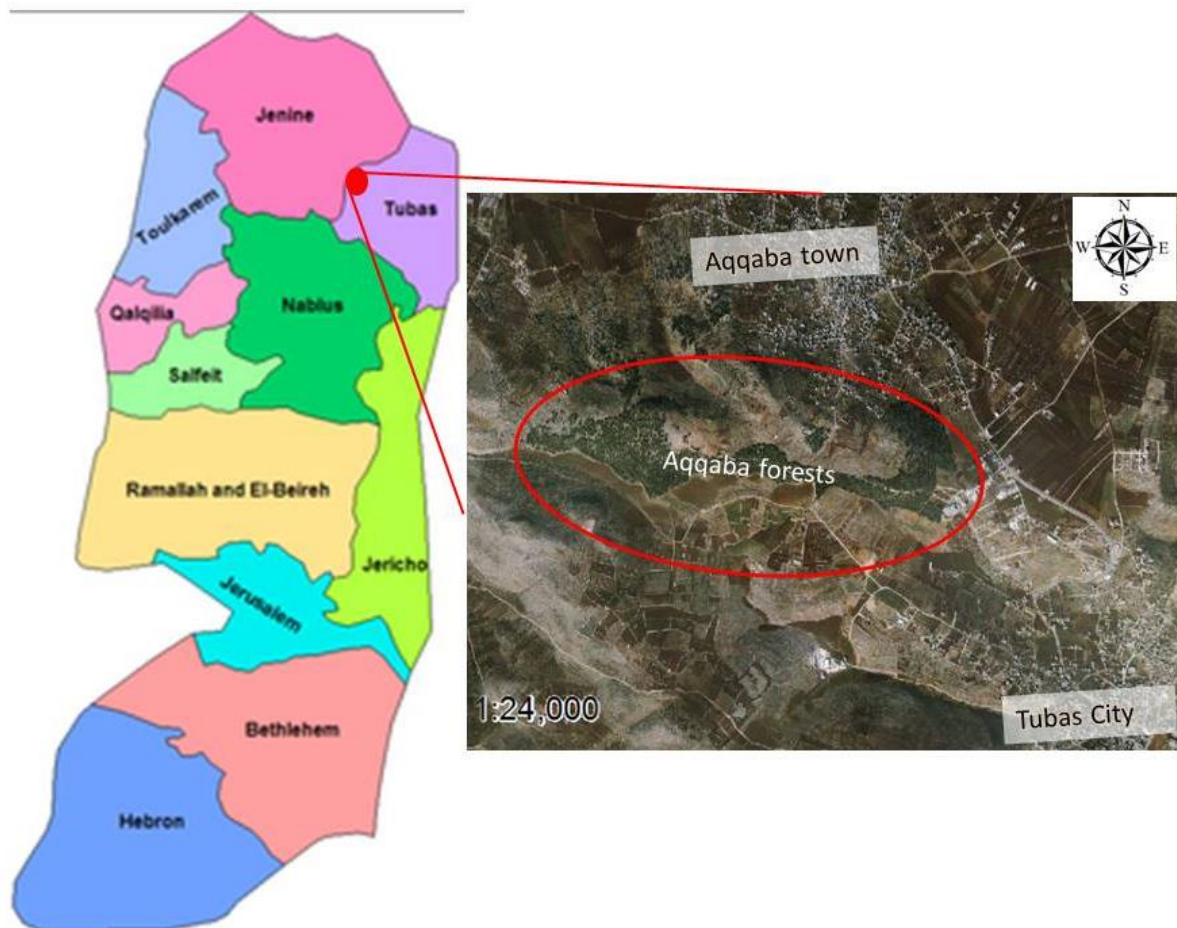 Jenine
Toulkarem
Tubas
Qalqilia
Nablus
Salfeit
Ramallah and El-Beireh
Jericho
Jerusalem
Bethlehem
Hebron
Aqqaba town
N
W E
S
Aqqaba forests
1:24,000
Tubas City